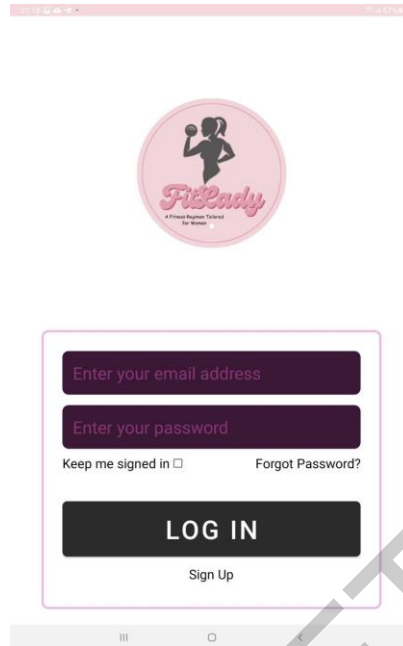 FitLady
A Fitness Regimen Tailored
for Women
Enter your email address
Enter your password
Keep me signed in
Forgot Password?
LOG IN
Sign Up